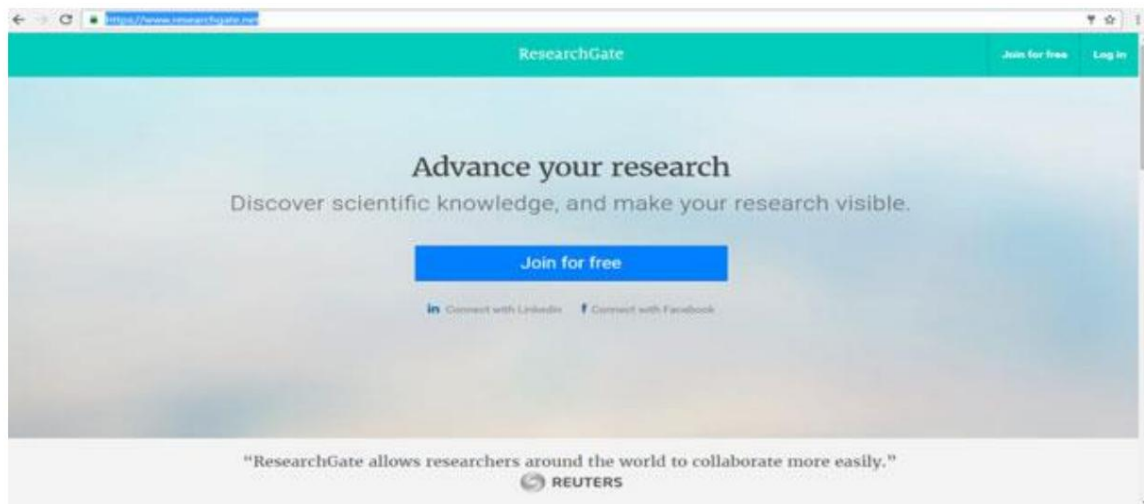 https://www.researchgate.net
ResearchGate
Join for free
Log in
Advance your research
Discover scientific knowledge, and make your research visible.
Join for free
in Connect with LinkedIn f Connect with Facebook
“ResearchGate allows researchers around the world to collaborate more easily.”
REUTERS